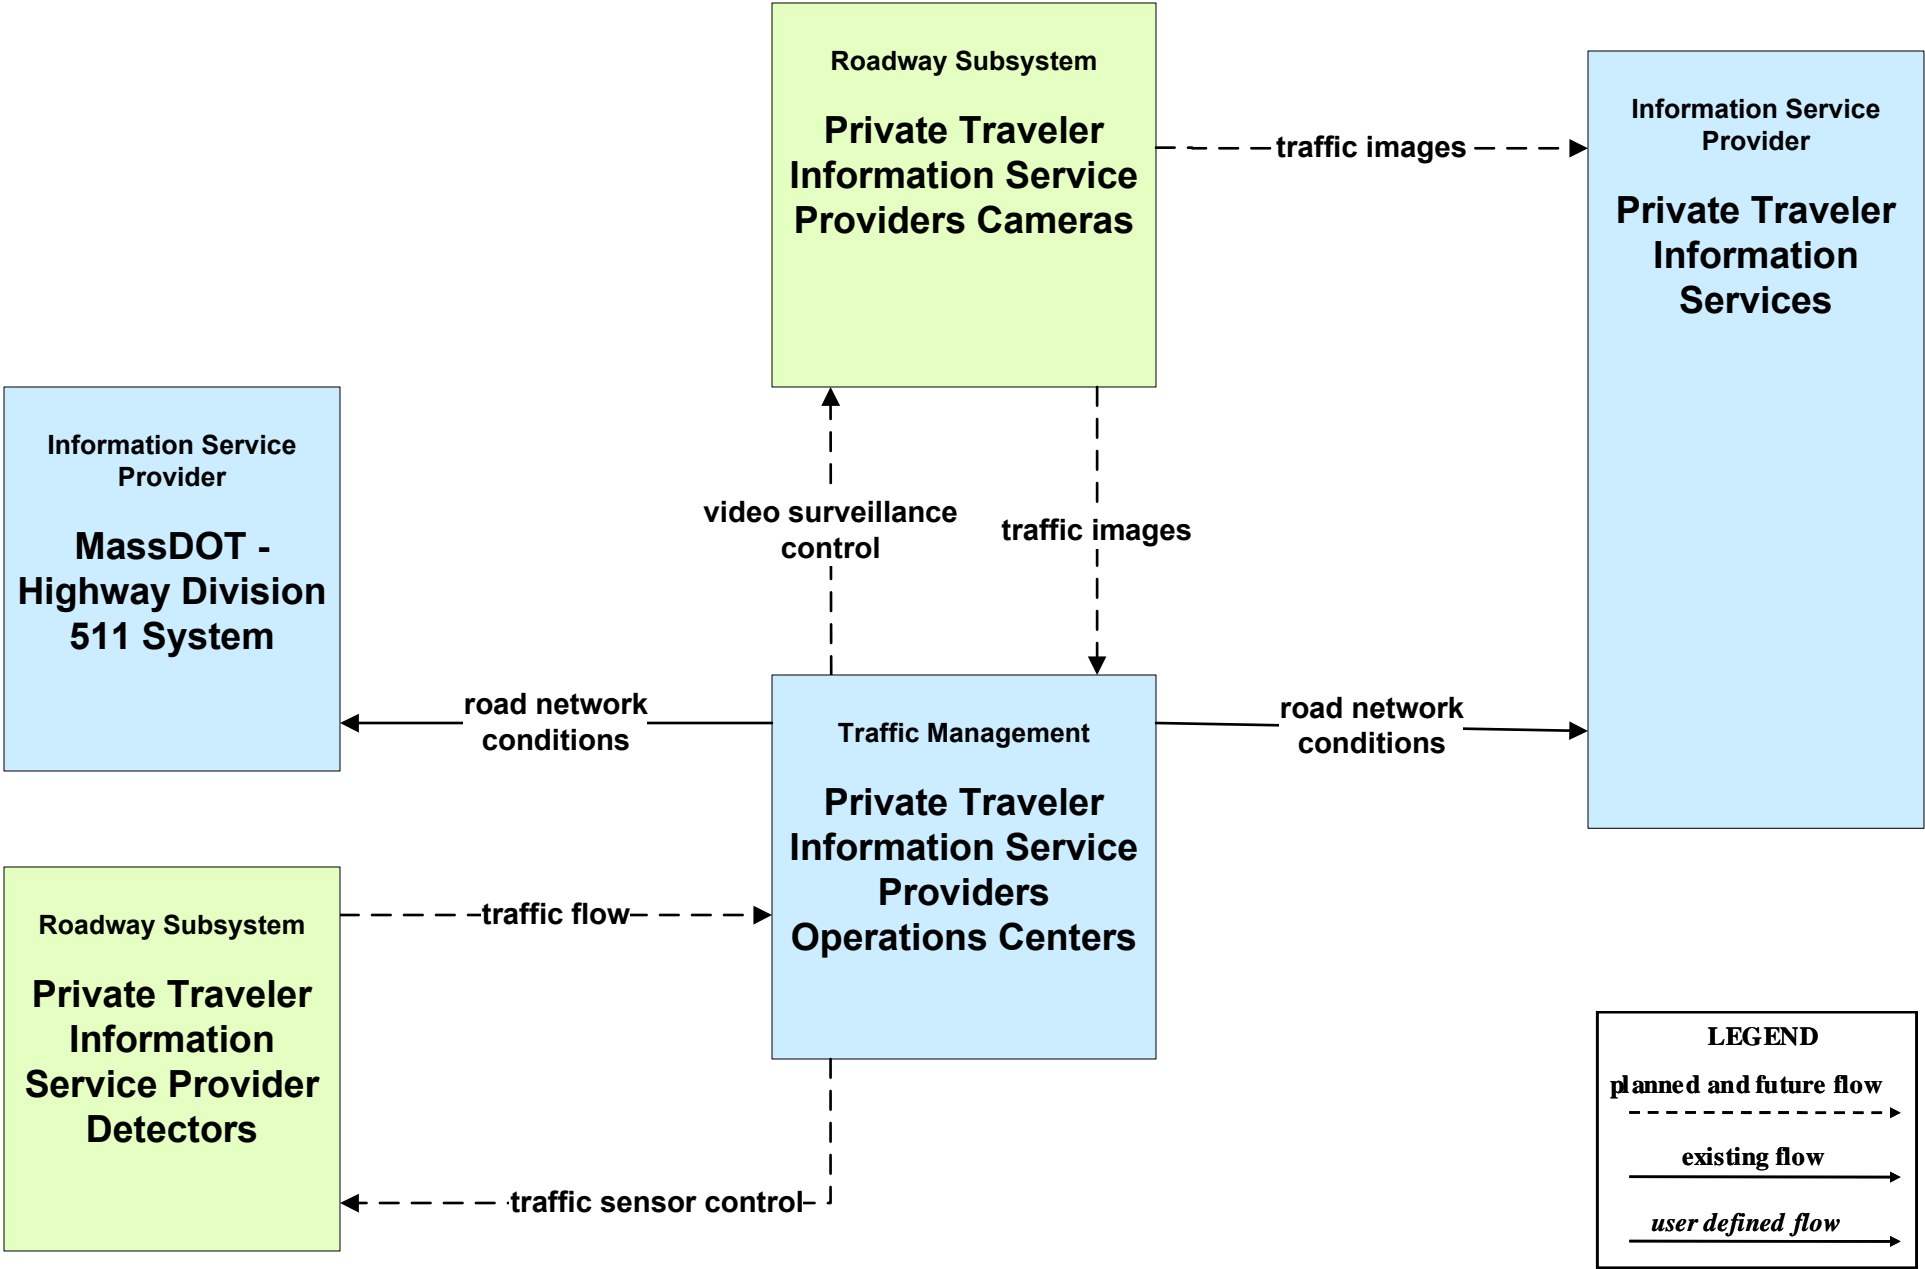 Roadway Subsystem
Private Traveler
Information Service
Providers Cameras
traffic images
Information Service
Provider
Private Traveler
Information
Services
Information Service
Provider
MassDOT -
Highway Division
511 System
video surveillance
control
traffic images
road network
conditions
Traffic Management
Private Traveler
Information Service
Providers
Operations Centers
road network
conditions
Roadway Subsystem
Private Traveler
Information
Service Provider
Detectors
traffic flow
traffic sensor control
LEGEND
planned and future flow
existing flow
user defined flow